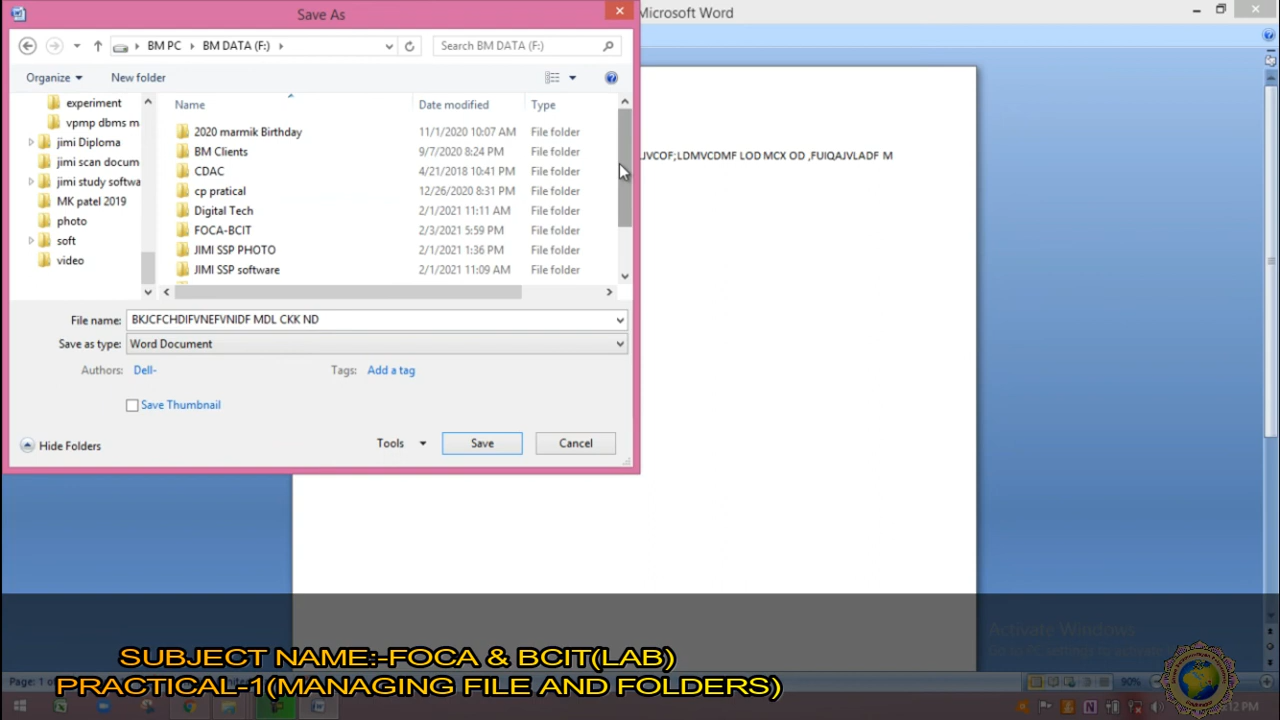 Save As
Microsoft Word
BM PC
BM DATA (F:)
Search BM DATA (F:)
Organize
New folder
experiment
vpmp dbms m
jimi Diploma
jimi scan docum
jimi study softwa
MK patel 2019
photo
soft
video
Name Date modified Type
2020 marmik Birthday 11/1/2020 10:07 AM File folder
BM Clients 9/7/2020 8:24 PM File folder
CDAC 4/21/2018 10:41 PM File folder
cp pratical 12/26/2020 8:31 PM File folder
Digital Tech 2/1/2021 11:11 AM File folder
FOCA-BCIT 2/3/2021 5:59 PM File folder
JIMI SSP PHOTO 2/1/2021 1:36 PM File folder
JIMI SSP software 2/1/2021 11:09 AM File folder
JVCOF;LDMVCDMF LOD MCX OD ,FUIQAJVLADF M
File name: BKJCFCHDIFVNEFVNIDF MDL CKK ND
Save as type: Word Document
Authors: Dell-
Tags: Add a tag
Save Thumbnail
Hide Folders
Tools
Save
Cancel
Activate Windows
SUBJECT NAME:-FOCA & BCIT(LAB)
PRACTICAL-1(MANAGING FILE AND FOLDERS)
90%